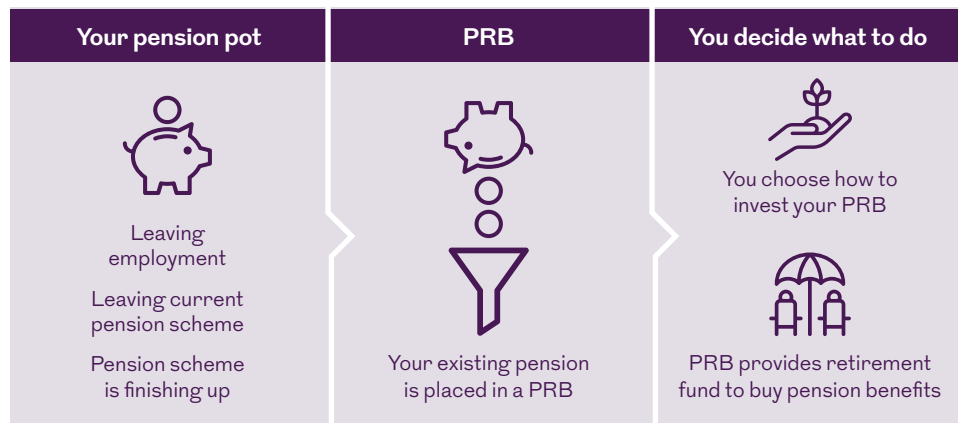 Your pension pot
PRB
You decide what to do
Leaving
employment
Leaving current
pension scheme
Pension scheme
is finishing up
Your existing pension
is placed in a PRB
You choose how to
invest your PRB
PRB provides retirement
fund to buy pension benefits